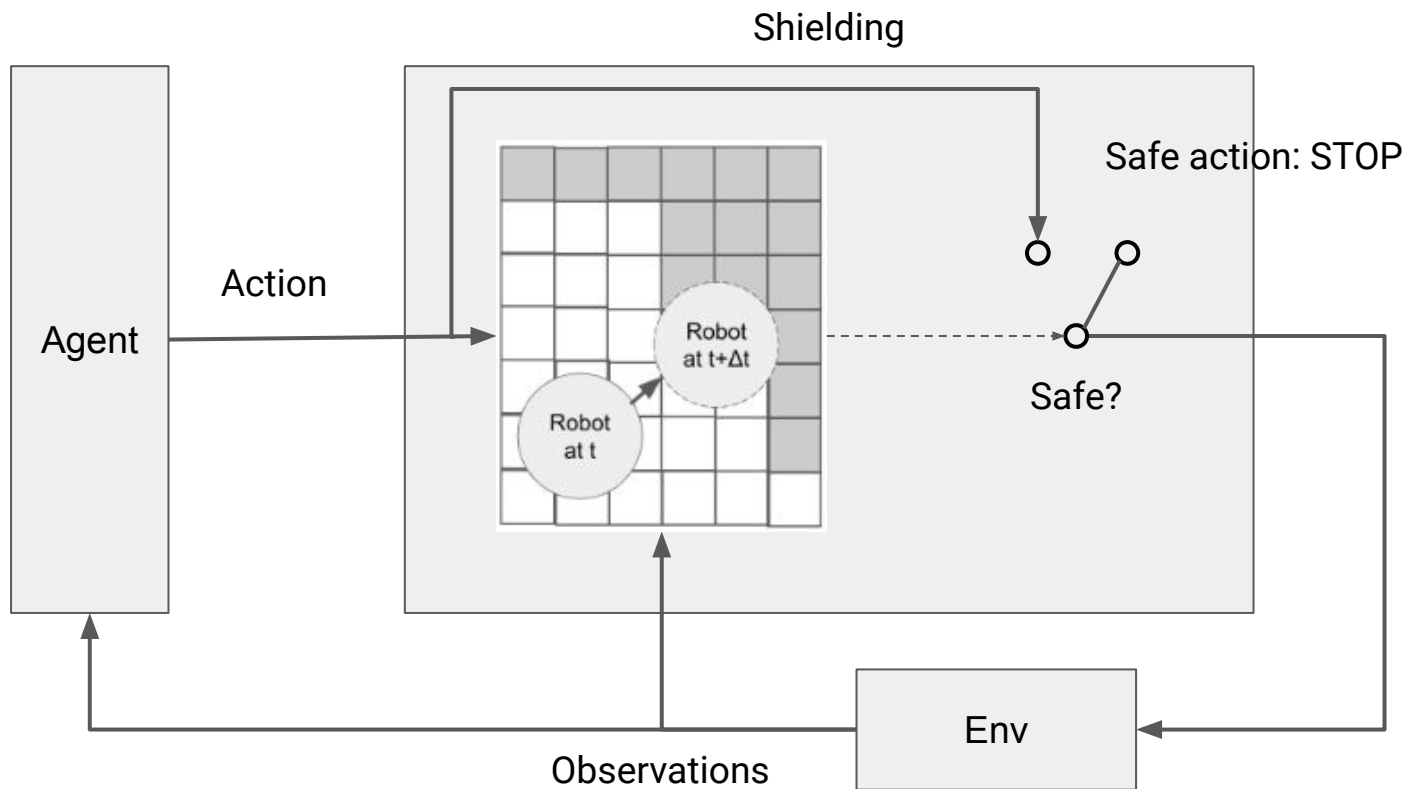 Shielding
Safe action: STOP
Action
Agent
Robot
at t+Δt
Robot
at t
Safe?
Env
Observations